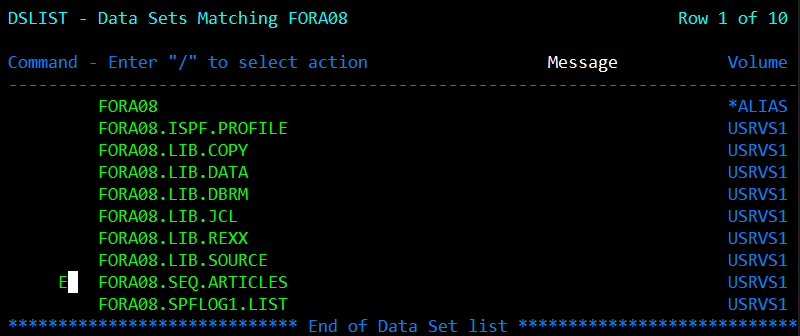 DSLIST - Data Sets Matching FORA08 Row 1 of 10
Command - Enter "/" to select action Message Volume
-------------------------------------------------------------------------------
FORA08 *ALIAS
FORA08.ISPF.PROFILE USRVS1
FORA08.LIB.COPY USRVS1
FORA08.LIB.DATA USRVS1
FORA08.LIB.DBRM USRVS1
FORA08.LIB.JCL USRVS1
FORA08.LIB.REXX USRVS1
FORA08.LIB.SOURCE USRVS1
E FORA08.SEQ.ARTICLES USRVS1
FORA08.SPFLOG1.LIST USRVS1
***************************** End of Data Set list ****************************